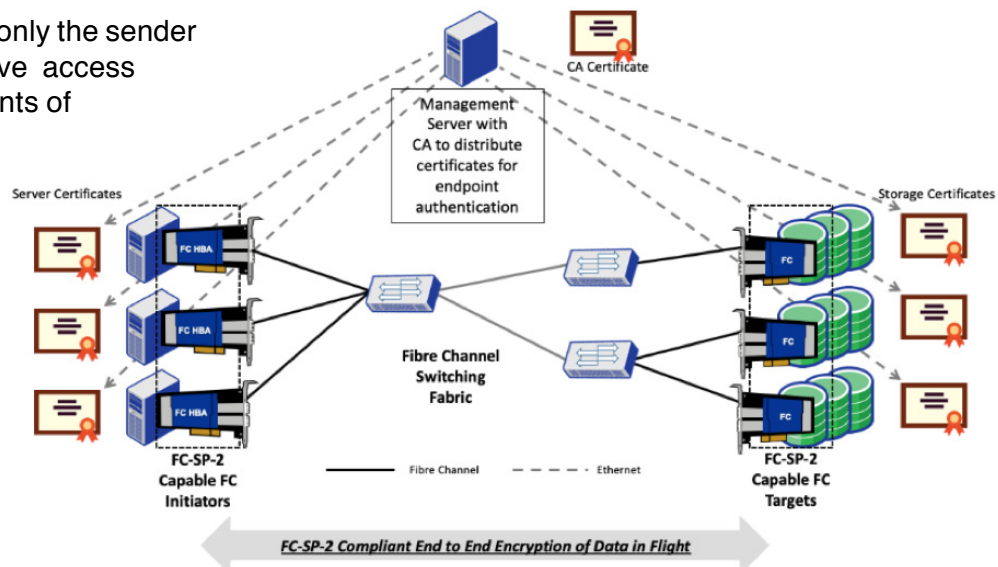 only the sender
ve access
nts of
CA Certificate
Management
Server with
CA to distribute
certificates for
endpoint
authentication
Server Certificates
Storage Certificates
FC HBA
FC
FC HBA
FC
FC HBA
FC
Fibre Channel
Switching
Fabric
FC-SP-2
Capable FC
Initiators
Fibre Channel
Ethernet
FC-SP-2
Capable FC
Targets
FC-SP-2 Compliant End to End Encryption of Data in Flight